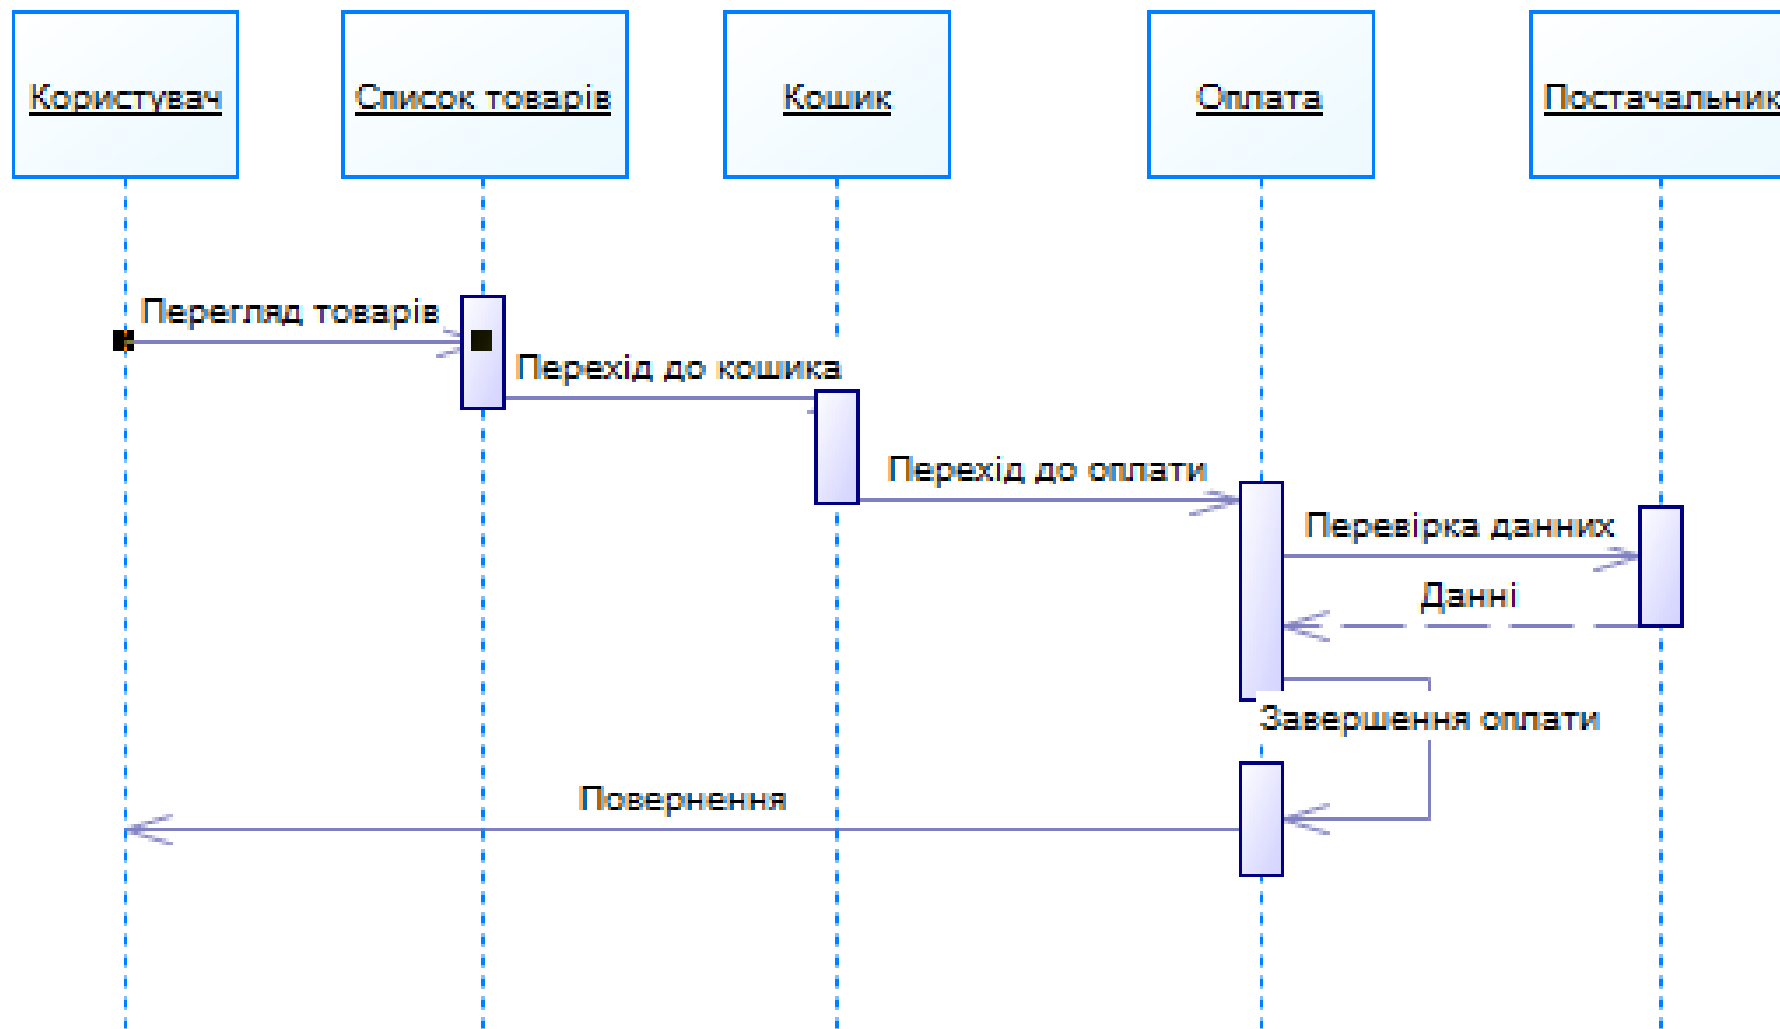 Користувач
Список товарів
Кошик
Оплата
Постачальник
Перегляд товарів
Перехід до кошика
Перехід до оплати
Перевірка данних
Данні
Завершення оплати
Повернення